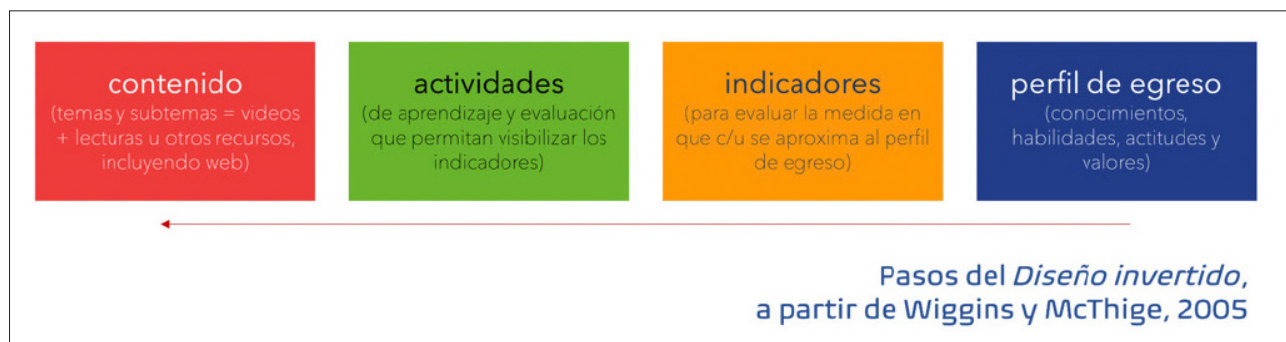 contenido
(temas y subtemas = videos
+ lecturas u otros recursos,
incluyendo web)
actividades
(de aprendizaje y evaluación
que permitan visibilizar los
indicadores)
indicadores
(para evaluar la medida en
que c/u se aproxima al perfil
de egreso)
perfil de egreso
(conocimientos,
habilidades, actitudes y
valores)
Pasos del Diseño invertido,
a partir de Wiggins y McThige, 2005